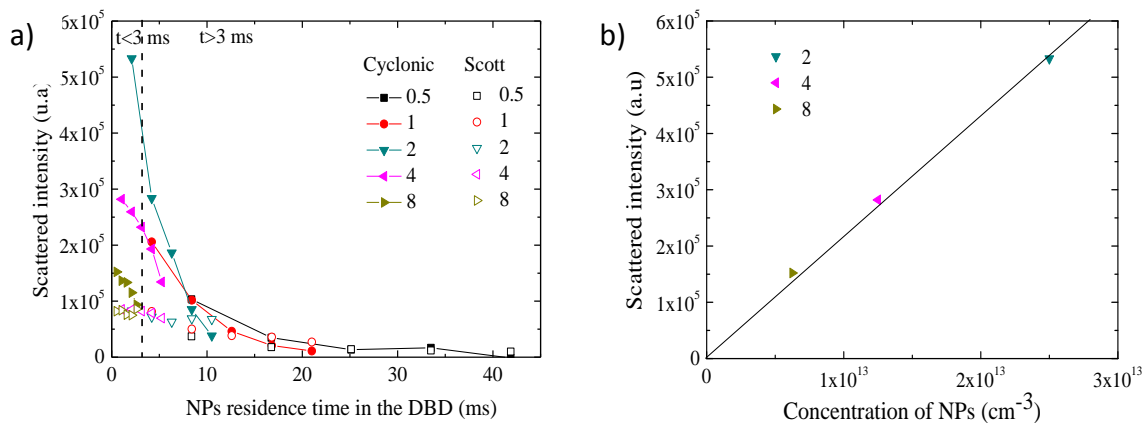 a)
t<3 ms
t>3 ms
Cyclonic
Scott
0.5
0.5
1
1
2
2
4
4
8
8
6x10^5
5x10^5
4x10^5
3x10^5
2x10^5
1x10^5
0
Scattered intensity (u.a)
0
10
20
30
40
NPs residence time in the DBD (ms)
b)
2
4
8
6x10^5
5x10^5
4x10^5
3x10^5
2x10^5
1x10^5
0
Scattered intensity (a.u)
0
1x10^13
2x10^13
3x10^13
Concentration of NPs (cm^-3)